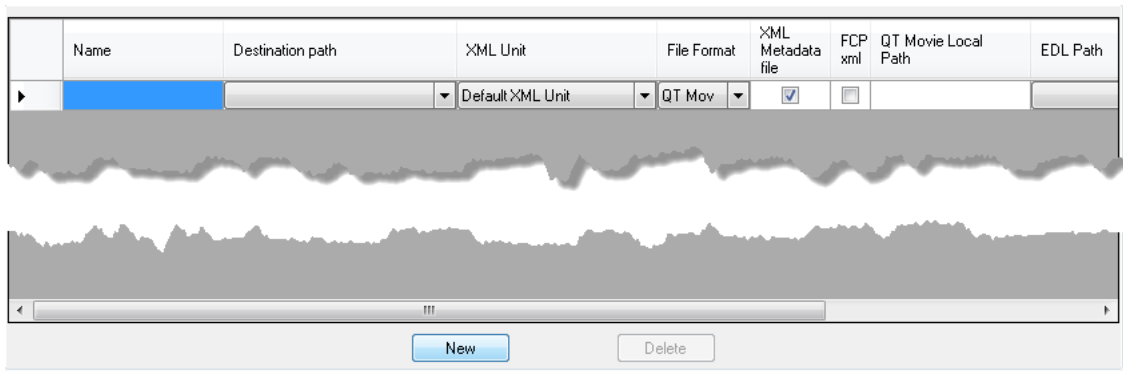 Name Destination path XML Unit File Format XML Metadata file FCP xml QT Movie Local Path EDL Path
Default XML Unit QT Mov
New Delete